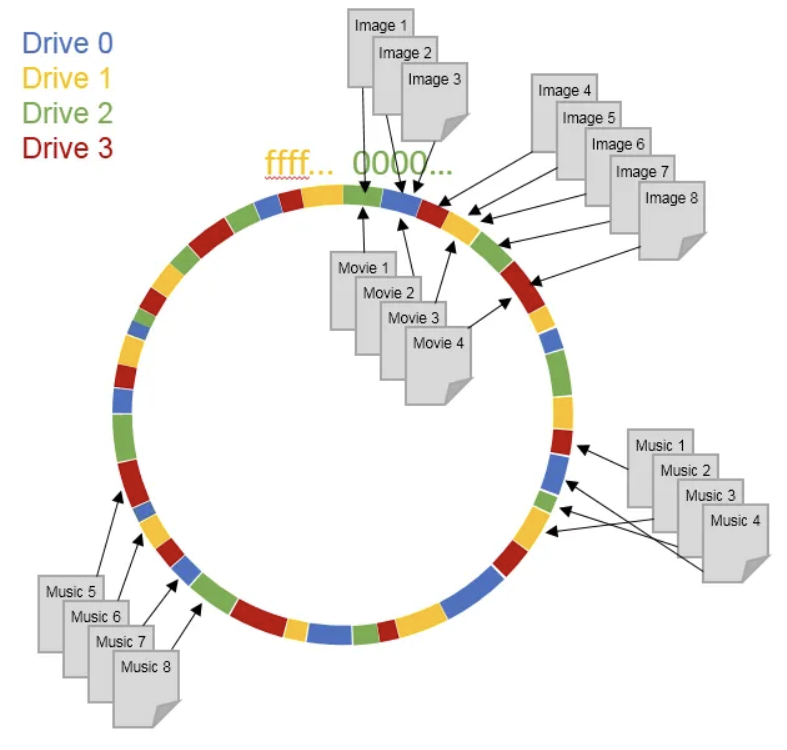 Drive 0
Drive 1
Drive 2
Drive 3
Image 1
Image 2
Image 3
Image 4
Image 5
Image 6
Image 7
Image 8
ffff... 0000...
Movie 1
Movie 2
Movie 3
Movie 4
Music 1
Music 2
Music 3
Music 4
Music 5
Music 6
Music 7
Music 8